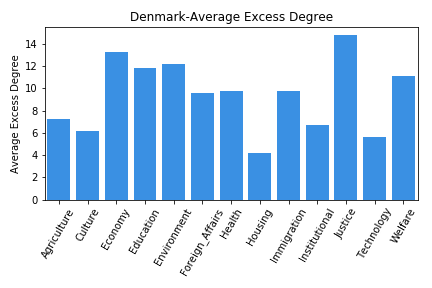 Denmark-Average Excess Degree
Average Excess Degree
14
12
10
8
6
4
2
0
Agriculture
Culture
Economy
Education
Environment
Foreign_Affairs
Health
Housing
Immigration
Institutional
Justice
Technology
Welfare